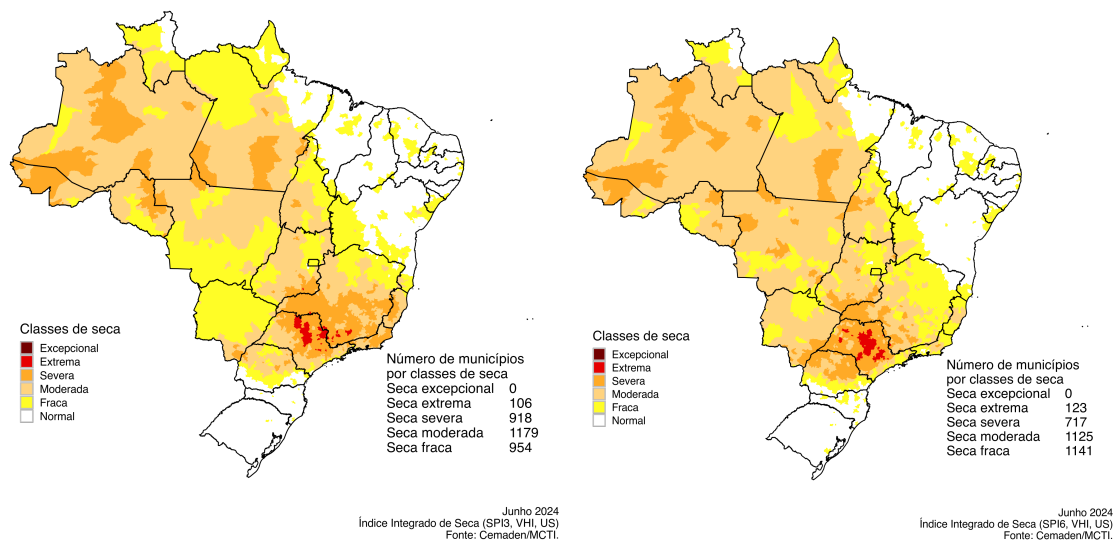 Classes de seca
Excepcional
Extrema
Severa
Moderada
Fraca
Normal
Número de municípios
por classes de seca
Seca excepcional 0
Seca extrema 106
Seca severa 918
Seca moderada 1179
Seca fraca 954
Junho 2024
Índice Integrado de Seca (SPI3, VHI, US)
Fonte: Cemaden/MCTI.
Classes de seca
Excepcional
Extrema
Severa
Moderada
Fraca
Normal
Número de municípios
por classes de seca
Seca excepcional 0
Seca extrema 123
Seca severa 717
Seca moderada 1125
Seca fraca 1141
Junho 2024
Índice Integrado de Seca (SPI6, VHI, US)
Fonte: Cemaden/MCTI.